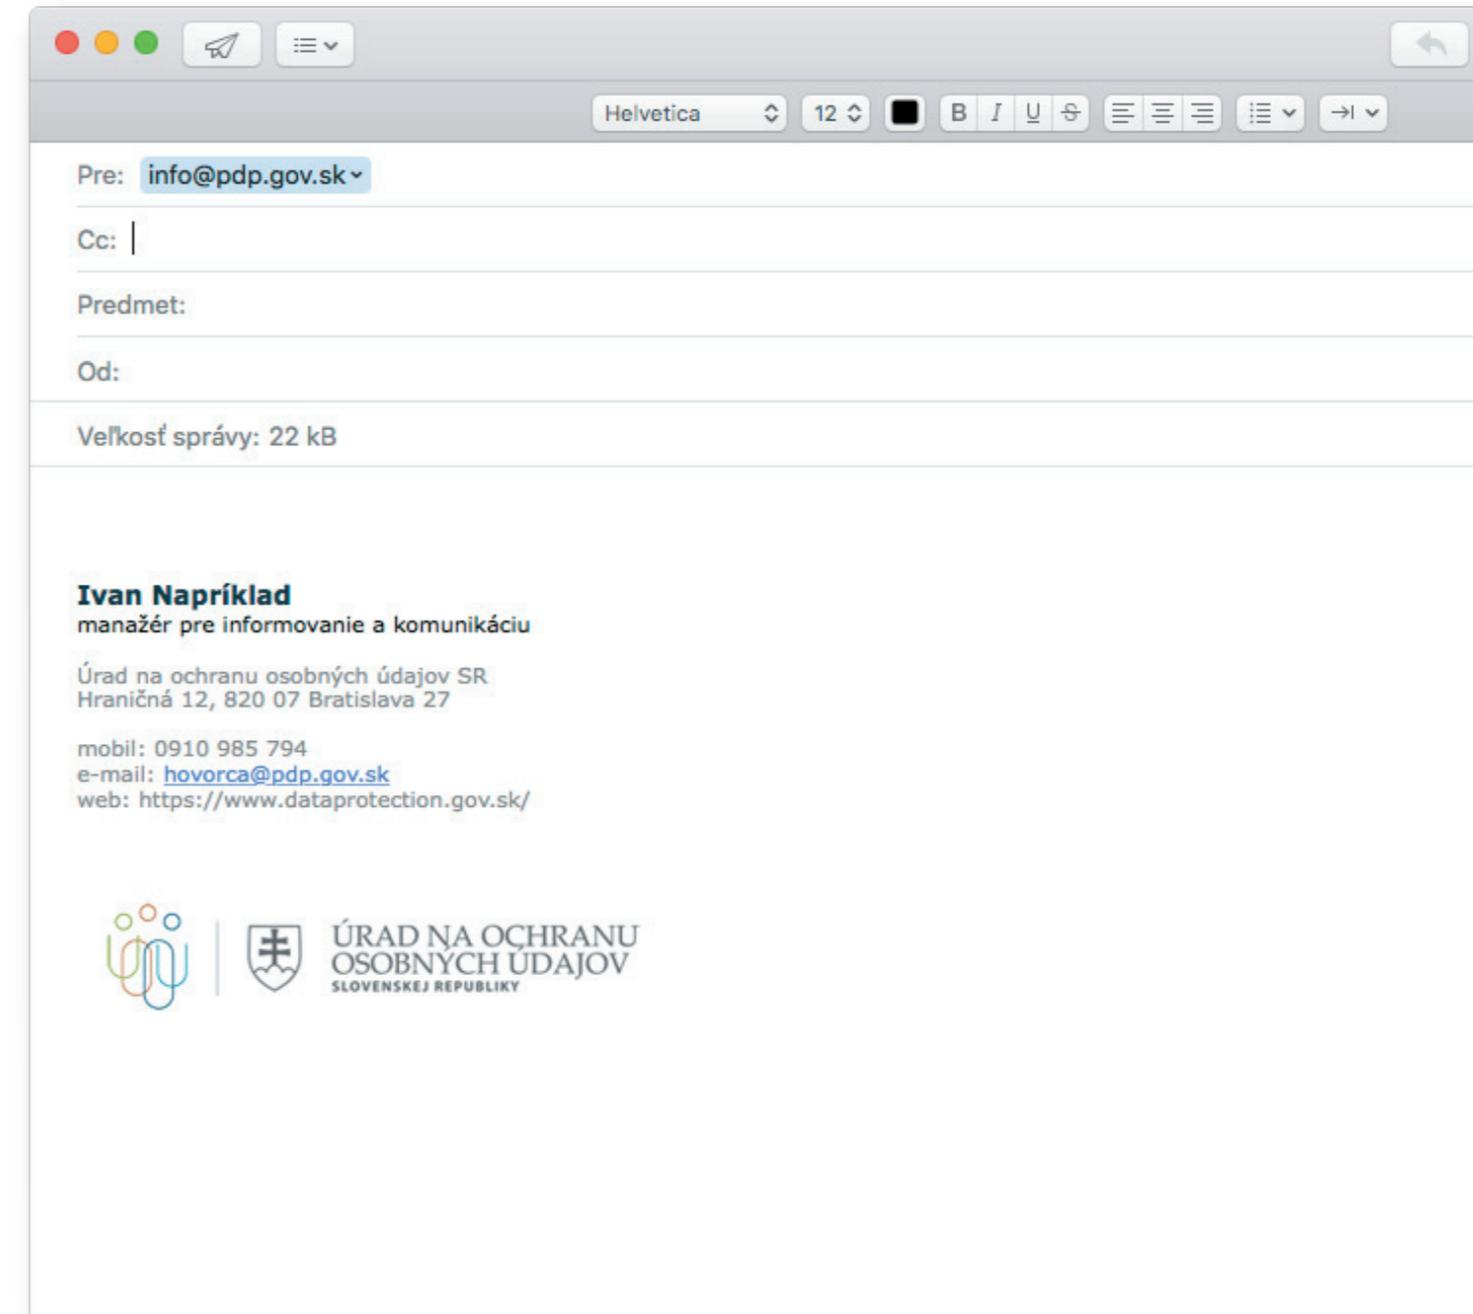 Helvetica 12 B I U S
Pre: info@pdp.gov.sk
Cc:
Predmet:
Od:
Veľkosť správy: 22 kB
Ivan Napríklad
manažér pre informovanie a komunikáciu
Úrad na ochranu osobných údajov SR
Hraničná 12, 820 07 Bratislava 27
mobil: 0910 985 794
e-mail: hovorca@pdp.gov.sk
web: https://www.dataprotection.gov.sk/
ÚRAD NA OCHRANU
OSOBNÝCH ÚDAJOV
SLOVENSKEJ REPUBLIKY